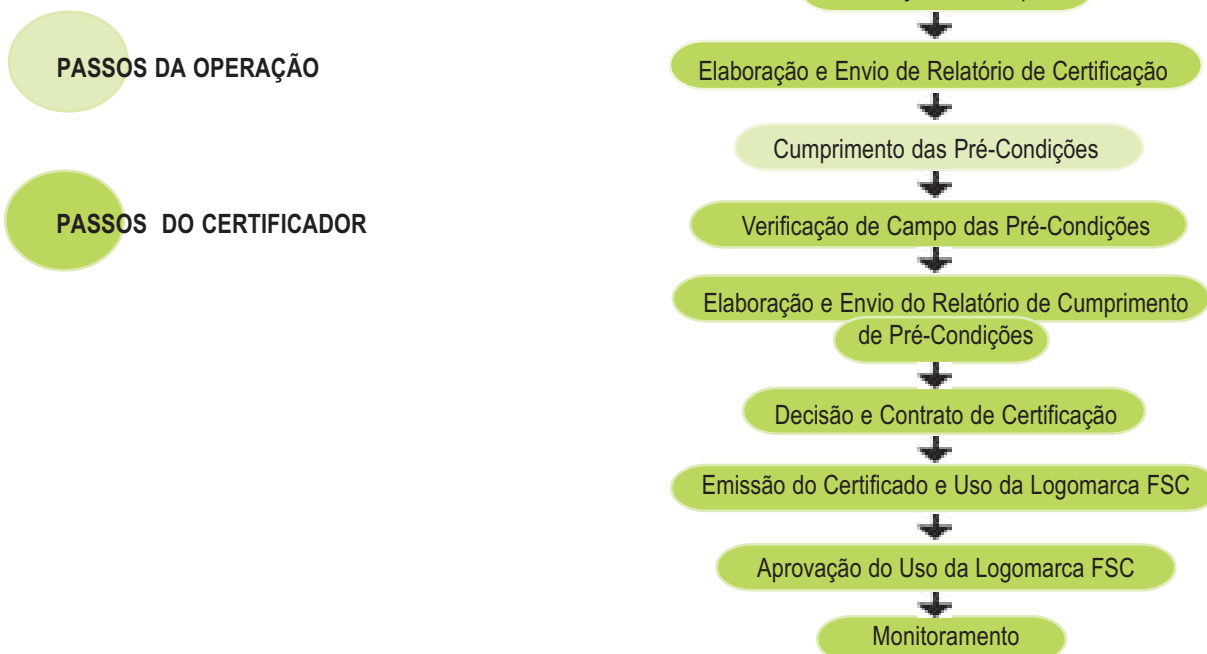 PASSOS DA OPERAÇÃO
PASSOS DO CERTIFICADOR
Elaboração e Envio de Relatório de Certificação
Cumprimento das Pré-Condições
Verificação de Campo das Pré-Condições
Elaboração e Envio do Relatório de Cumprimento
de Pré-Condições
Decisão e Contrato de Certificação
Emissão do Certificado e Uso da Logomarca FSC
Aprovação do Uso da Logomarca FSC
Monitoramento